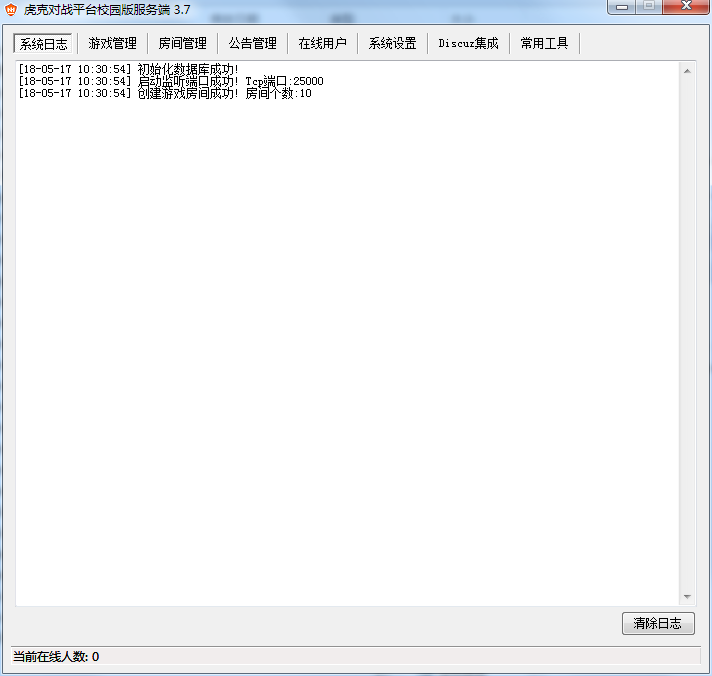 虎克对战平台校园版服务端 3.7
系统日志 游戏管理 房间管理 公告管理 在线用户 系统设置 Discuz集成 常用工具
[18-05-17 10:30:54] 初始化数据库成功!
[18-05-17 10:30:54] 启动监听端口成功! Tcp端口:25000
[18-05-17 10:30:54] 创建游戏房间成功! 房间个数:10
清除日志
当前在线人数: 0